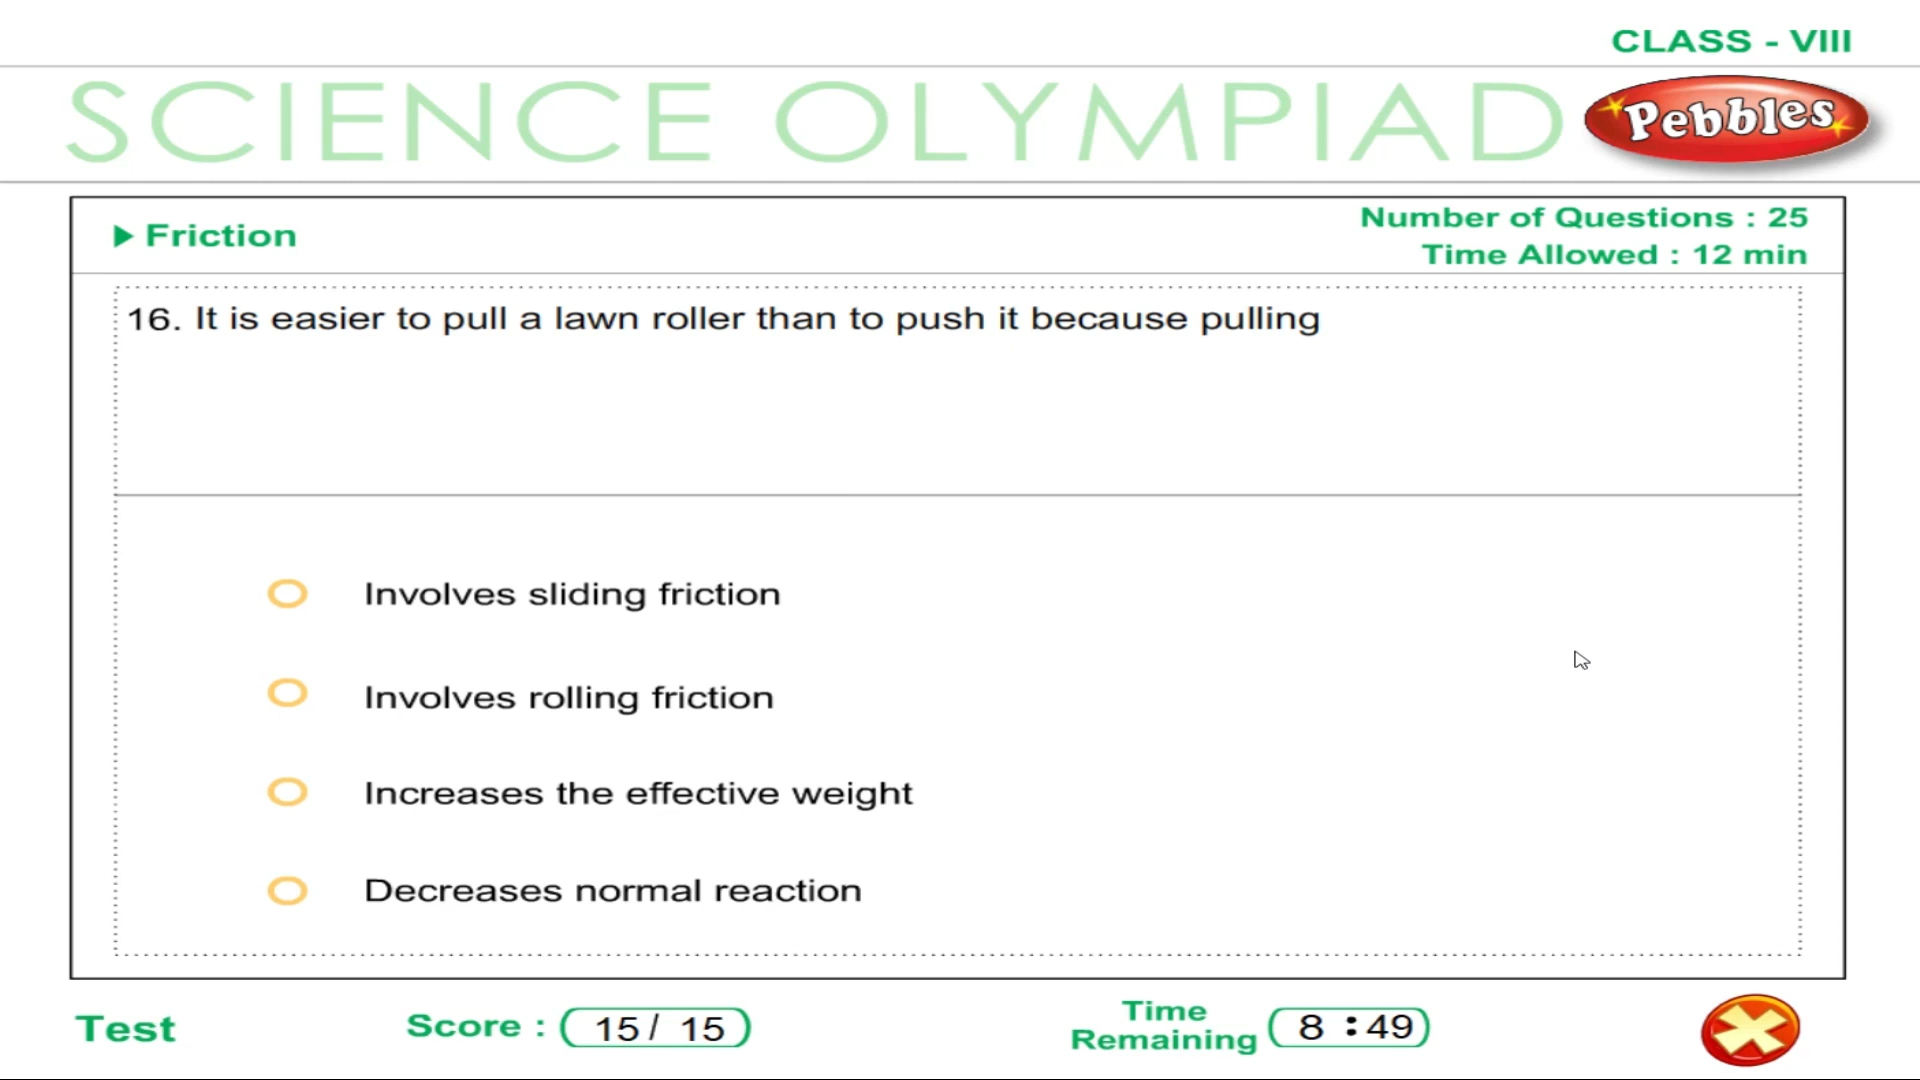 CLASS - VIII
SCIENCE OLYMPIAD
Pebbles
Friction
Number of Questions : 25
Time Allowed : 12 min
16. It is easier to pull a lawn roller than to push it because pulling
Involves sliding friction
Involves rolling friction
Increases the effective weight
Decreases normal reaction
Test
Score : 15 / 15
Time
Remaining 8 : 49